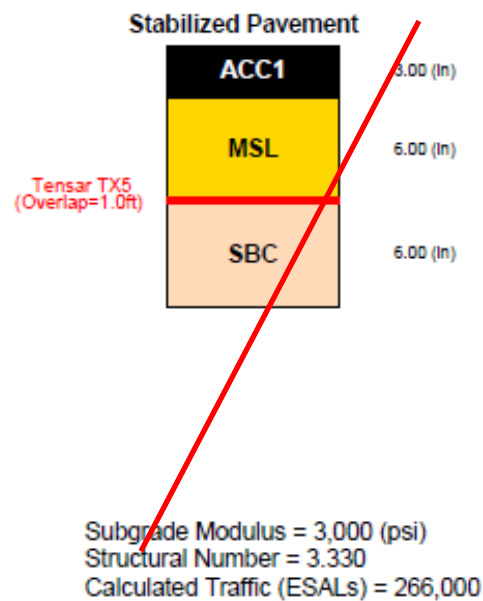 Stabilized Pavement
ACC1
3.00 (in)
MSL
6.00 (in)
Tensar TX5
(Overlap=1.0ft)
SBC
6.00 (in)
Subgrade Modulus = 3,000 (psi)
Structural Number = 3.330
Calculated Traffic (ESALs) = 266,000